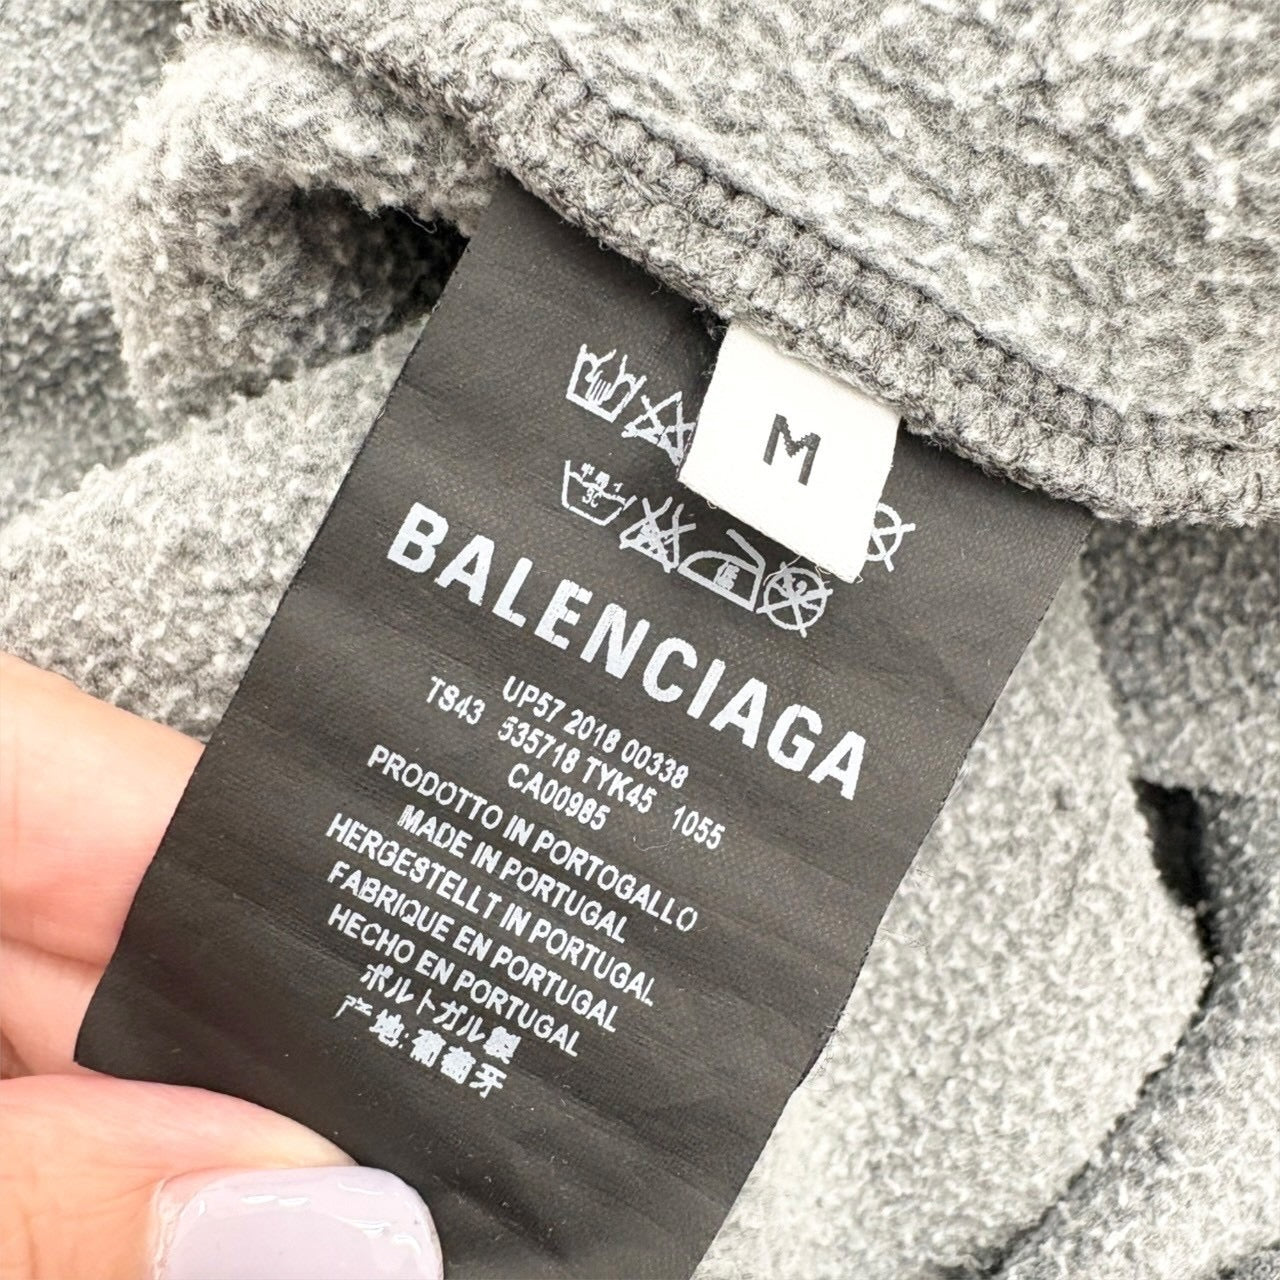 M
BALENCIAGA
UP57 2018 00338
TS43 535718 TYK45 1055
CA00985
PRODOTTO IN PORTOGALLO
MADE IN PORTUGAL
HERGESTELLT IN PORTUGAL
FABRIQUE EN PORTUGAL
HECHO EN PORTUGAL
ポルトガル製
产地:葡萄牙